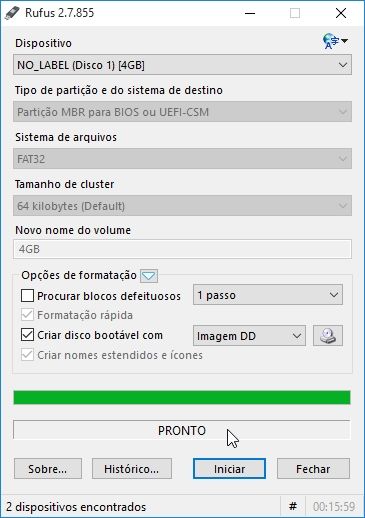 Rufus 2.7.855
Dispositivo
NO_LABEL (Disco 1) [4GB]
Tipo de partição e do sistema de destino
Partição MBR para BIOS ou UEFI-CSM
Sistema de arquivos
FAT32
Tamanho de cluster
64 kilobytes (Default)
Novo nome do volume
4GB
Opções de formatação
Procurar blocos defeituosos 1 passo
Formatação rápida
Criar disco bootável com Imagem DD
Criar nomes estendidos e ícones
PRONTO
Sobre... Histórico... Iniciar Fechar
2 dispositivos encontrados # 00:15:59